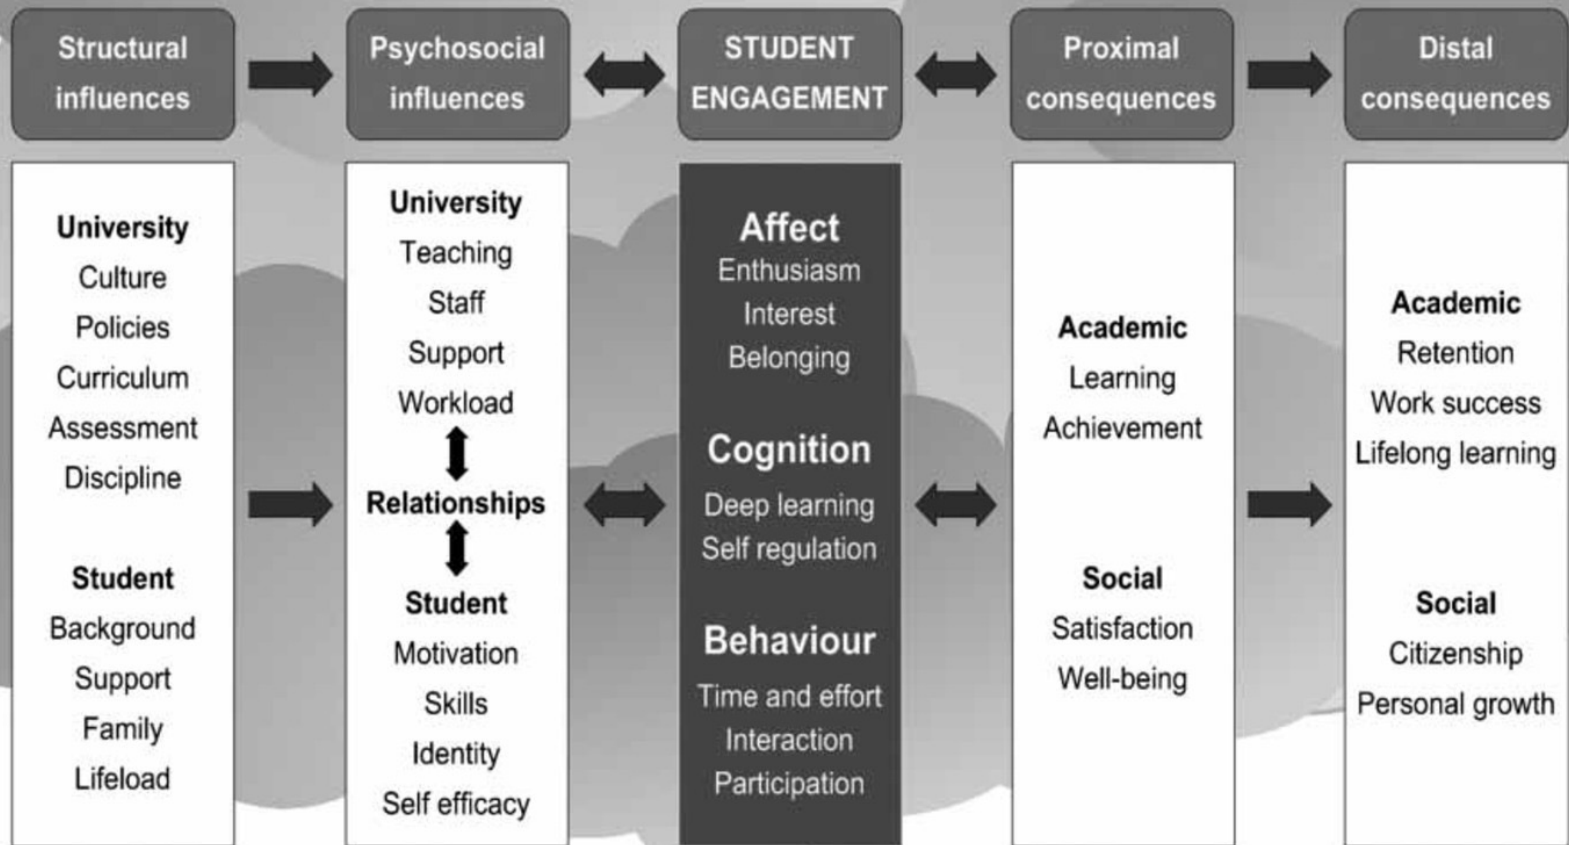 Structural
influences
Psychosocial
influences
STUDENT
ENGAGEMENT
Proximal
consequences
Distal
consequences
University
Culture
Policies
Curriculum
Assessment
Discipline
Student
Background
Support
Family
Lifeload
University
Teaching
Staff
Support
Workload
Relationships
Student
Motivation
Skills
Identity
Self efficacy
Affect
Enthusiasm
Interest
Belonging
Cognition
Deep learning
Self regulation
Behaviour
Time and effort
Interaction
Participation
Academic
Learning
Achievement
Social
Satisfaction
Well-being
Academic
Retention
Work success
Lifelong learning
Social
Citizenship
Personal growth